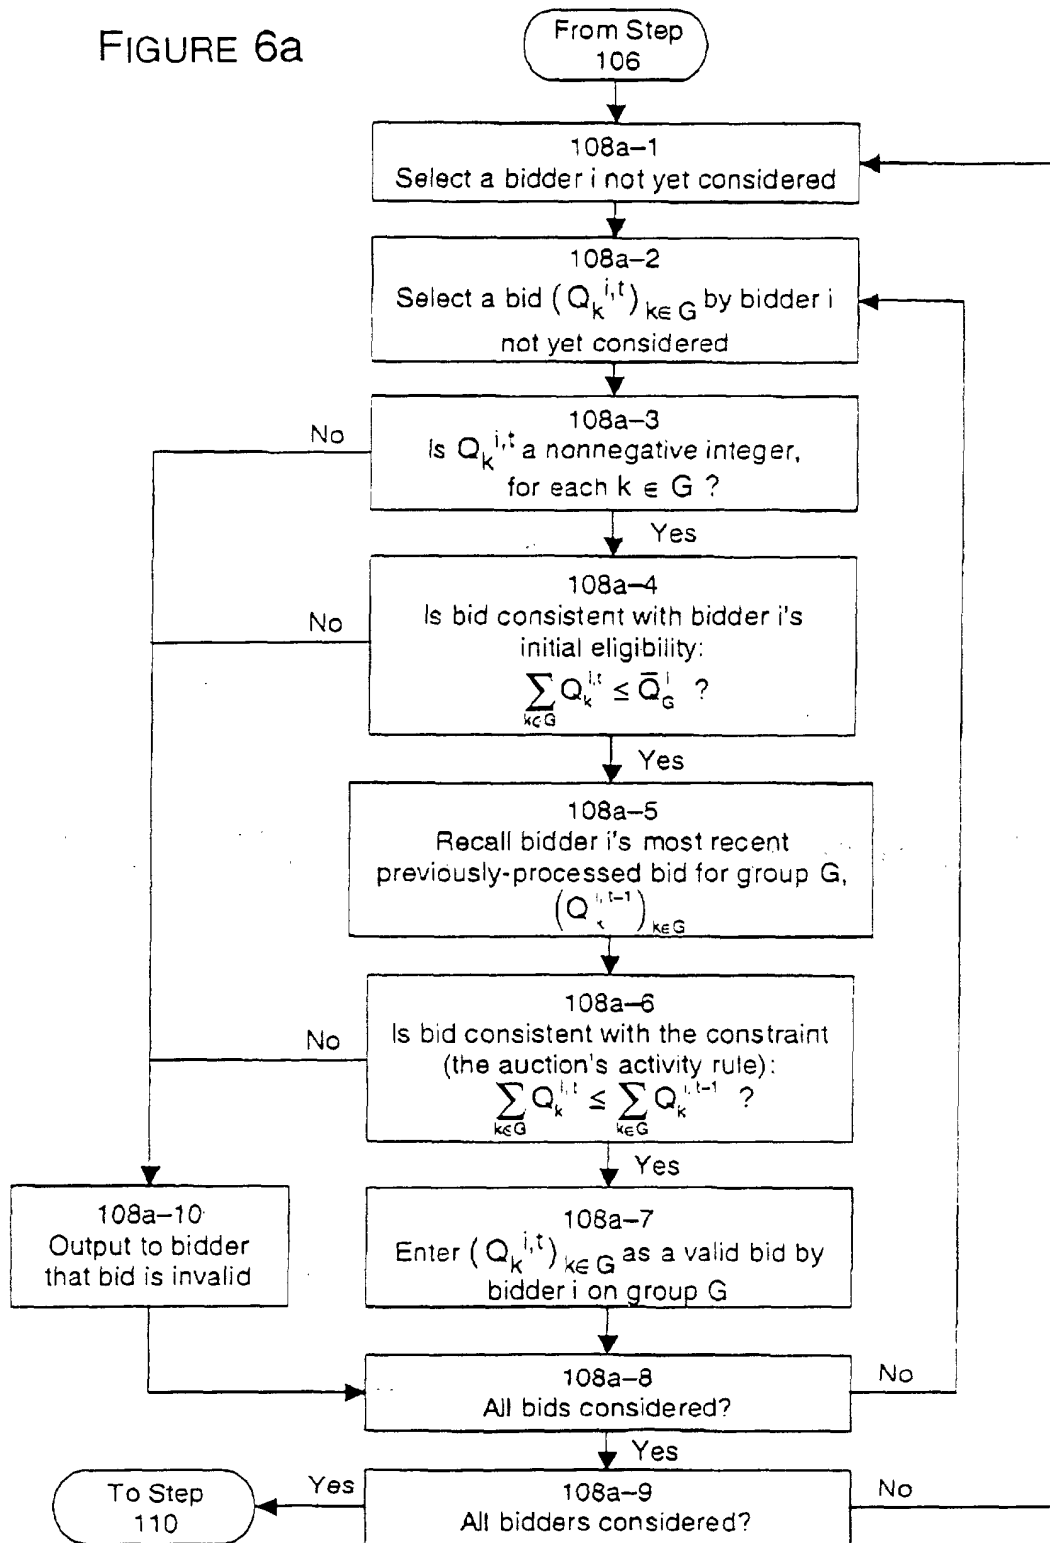 FIGURE 6a
From Step
106
108a-1
Select a bidder i not yet considered
108a-2
Select a bid (Q_k^{i,t})_{k∈G} by bidder i
not yet considered
108a-3
Is Q_k^{i,t} a nonnegative integer,
for each k ∈ G ?
No
Yes
108a-4
Is bid consistent with bidder i's
initial eligibility:
∑_{k∈G} Q_k^{i,t} ≤ Q̄_G^i ?
No
Yes
108a-5
Recall bidder i's most recent
previously-processed bid for group G,
(Q_k^{i,t-1})_{k∈G}
108a-6
Is bid consistent with the constraint
(the auction's activity rule):
∑_{k∈G} Q_k^{i,t} ≤ ∑_{k∈G} Q_k^{i,t-1} ?
No
Yes
108a-10
Output to bidder
that bid is invalid
108a-7
Enter (Q_k^{i,t})_{k∈G} as a valid bid by
bidder i on group G
108a-8
All bids considered?
No
Yes
108a-9
All bidders considered?
No
Yes
To Step
110